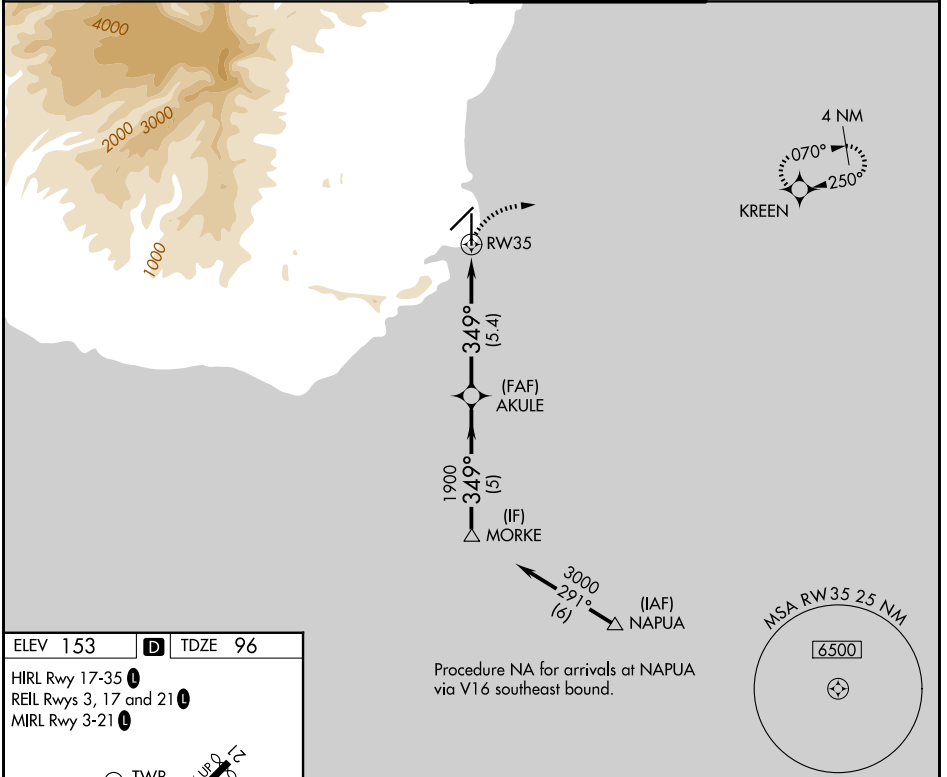 4000
3000
2000
1000
4 NM
070°
250°
KREEN
RW35
349°
(5.4)
(FAF)
AKULE
1900
349°
(5)
(IF)
MORKE
3000
291°
(6)
(IAF)
NAPUA
Procedure NA for arrivals at NAPUA
via V16 southeast bound.
MSA RW35 25 NM
6500
ELEV 153 D TDZE 96
HIRL Rwy 17-35 L
REIL Rwys 3, 17 and 21 L
MIRL Rwy 3-21 L
TWR
UP
21